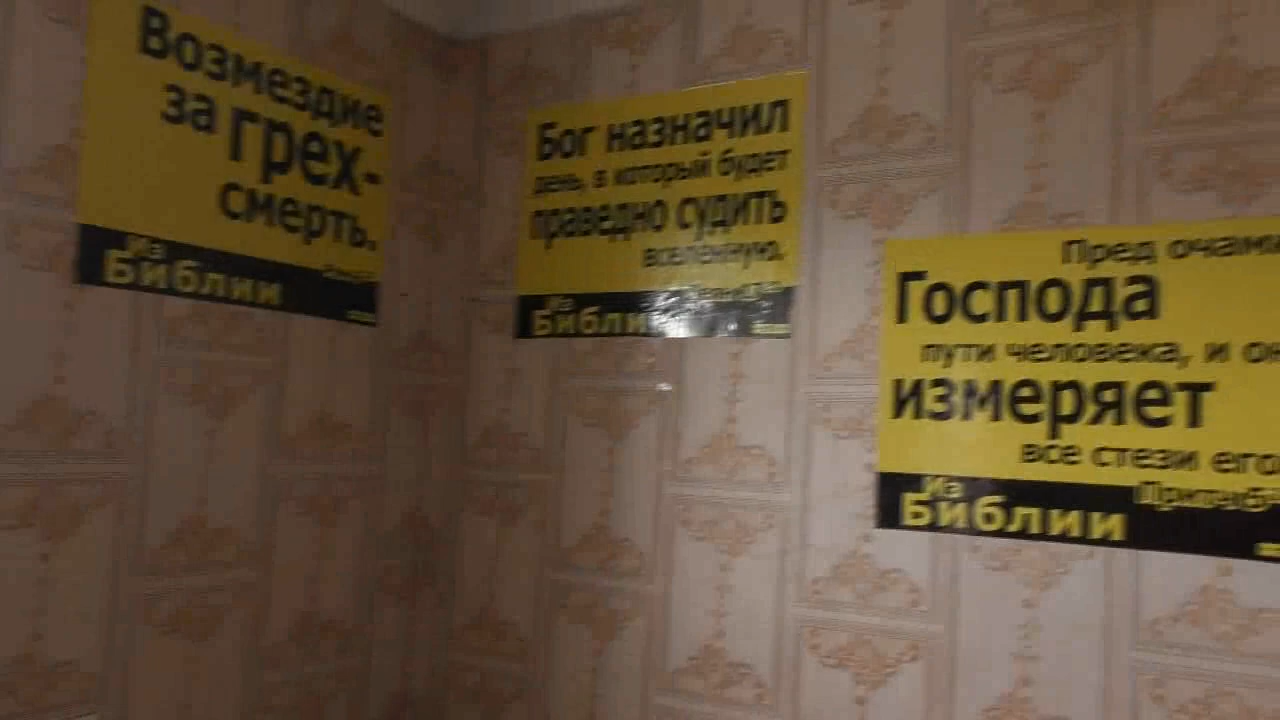 Возмездие
за грех-
смерть.
Из
Библии
Бог назначил
день, в который будет
праведно судить
вселенную.
Из
Библии
Пред очами
Господа
пути человека, и
измеряет
все стези его
Из
Библии